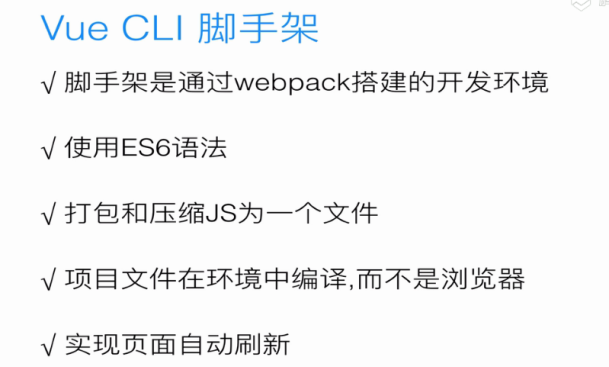 Vue CLI 脚手架
√ 脚手架是通过webpack搭建的开发环境
√ 使用ES6语法
√ 打包和压缩JS为一个文件
√ 项目文件在环境中编译,而不是浏览器
√ 实现页面自动刷新